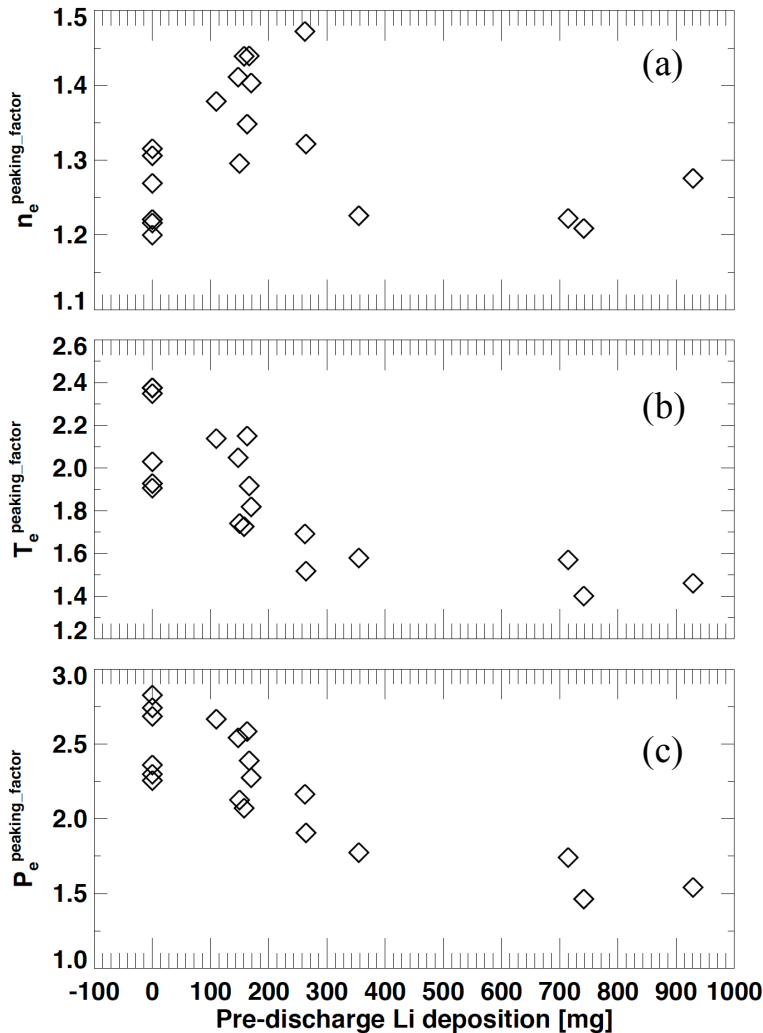 1.5
1.4
1.3
1.2
1.1
n_e^peaking_factor
(a)
2.6
2.4
2.2
2.0
1.8
1.6
1.4
1.2
T_e^peaking_factor
(b)
3.0
2.5
2.0
1.5
1.0
P_e^peaking_factor
(c)
-100 0 100 200 300 400 500 600 700 800 900 1000
Pre-discharge Li deposition [mg]